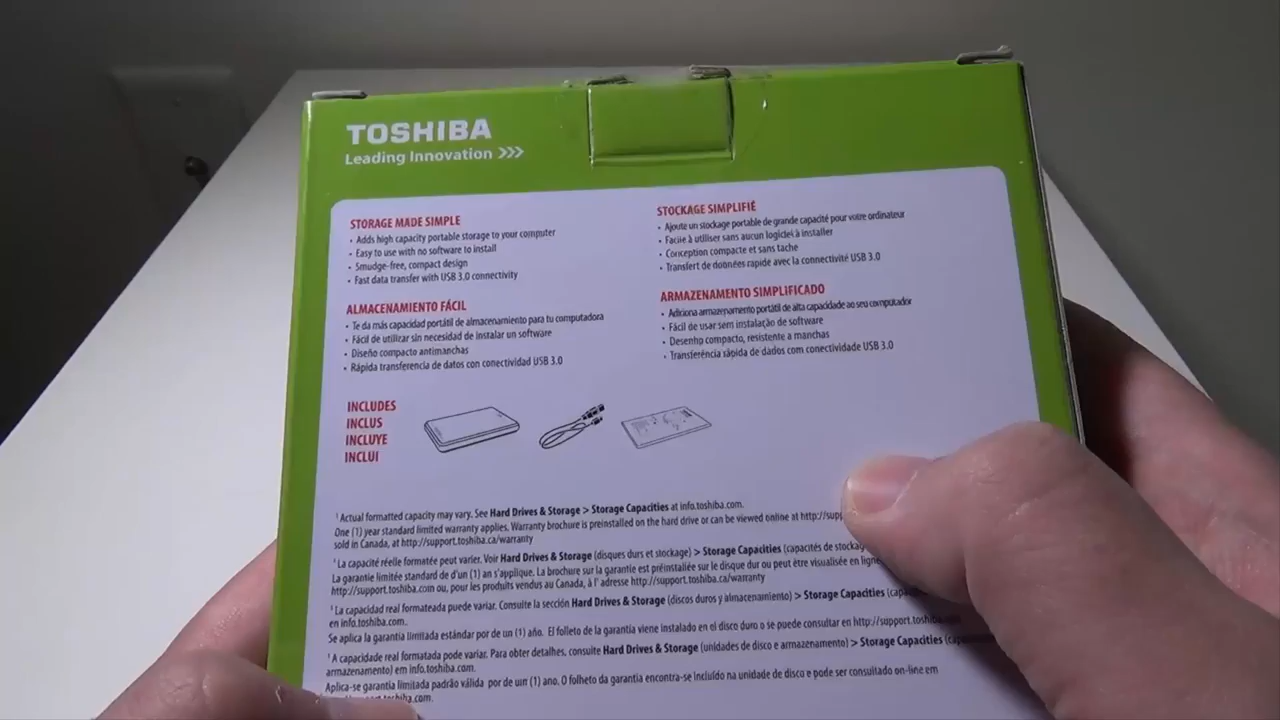 TOSHIBA
Leading Innovation >>>
STORAGE MADE SIMPLE
• Adds high capacity portable storage to your computer
• Easy to use with no software to install
• Smudge-free, compact design
• Fast data transfer with USB 3.0 connectivity
STOCKAGE SIMPLIFIÉ
• Ajoute un stockage portable de grande capacité pour votre ordinateur
• Facile à utiliser sans aucun logiciel à installer
• Conception compacte et sans tache
• Transfert de données rapide avec la connectivité USB 3.0
ALMACENAMIENTO FÁCIL
• Te da más capacidad portátil de almacenamiento para tu computadora
• Fácil de utilizar sin necesidad de instalar un software
• Diseño compacto antimanchas
• Rápida transferencia de datos con conectividad USB 3.0
ARMAZENAMENTO SIMPLIFICADO
• Adiciona armazenamento portátil de alta capacidade ao seu computador
• Fácil de usar sem instalação de software
• Desenho compacto, resistente a manchas
• Transferência rápida de dados com conectividade USB 3.0
INCLUDES
INCLUS
INCLUYE
INCLUI
¹ Actual formatted capacity may vary. See Hard Drives & Storage > Storage Capacities at info.toshiba.com.
One (1) year standard limited warranty applies. Warranty brochure is preinstalled on the hard drive or can be viewed online at http://sup
sold in Canada, at http://support.toshiba.ca/warranty
¹ La capacité réelle formatée peut varier. Voir Hard Drives & Storage (disques durs et stockage) > Storage Capacities (capacités de stockag
La garantie limitée standard de d'un (1) an s'applique. La brochure sur la garantie est préinstallée sur le disque dur ou peut être visualisée en ligne
http://support.toshiba.com ou, pour les produits vendus au Canada, à l' adresse http://support.toshiba.ca/warranty
¹ La capacidad real formateada puede variar. Consulte la sección Hard Drives & Storage (discos duros y almacenamiento) > Storage Capacities (cap
en info.toshiba.com.
Se aplica la garantía limitada estándar por de un (1) año. El folleto de la garantía viene instalado en el disco duro o se puede consultar en http://support.toshiba
¹ A capacidade real formatada pode variar. Para obter detalhes, consulte Hard Drives & Storage (unidades de disco e armazenamento) > Storage Capacities
armazenamento) em info.toshiba.com.
Aplica-se garantia limitada padrão válida por de um (1) ano. O folheto da garantia encontra-se incluído na unidade de disco e pode ser consultado on-line em
toshiba.com.